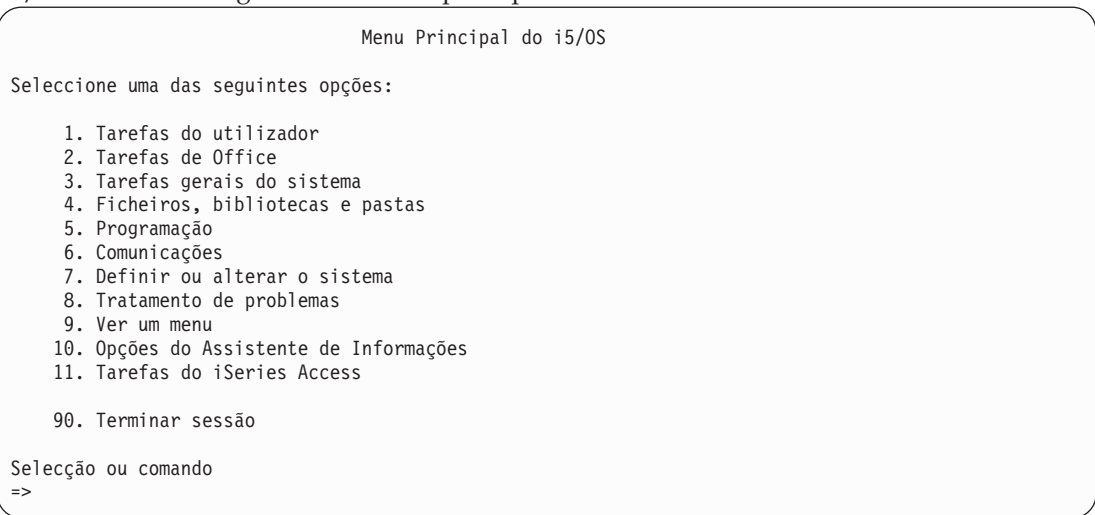 Menu Principal do i5/OS
Seleccione uma das seguintes opções:
1. Tarefas do utilizador
2. Tarefas de Office
3. Tarefas gerais do sistema
4. Ficheiros, bibliotecas e pastas
5. Programação
6. Comunicações
7. Definir ou alterar o sistema
8. Tratamento de problemas
9. Ver um menu
10. Opções do Assistente de Informações
11. Tarefas do iSeries Access
90. Terminar sessão
Selecção ou comando
=>